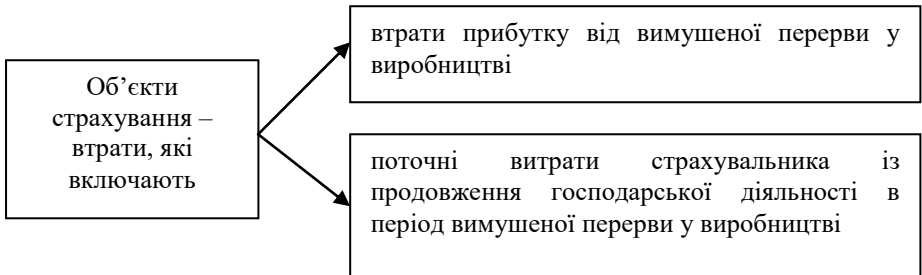 Об’єкти
страхування –
втрати, які
включають
втрати прибутку від вимушеної перерви у
виробництві
поточні витрати страхувальника із
продовження господарської діяльності в
період вимушеної перерви у виробництві